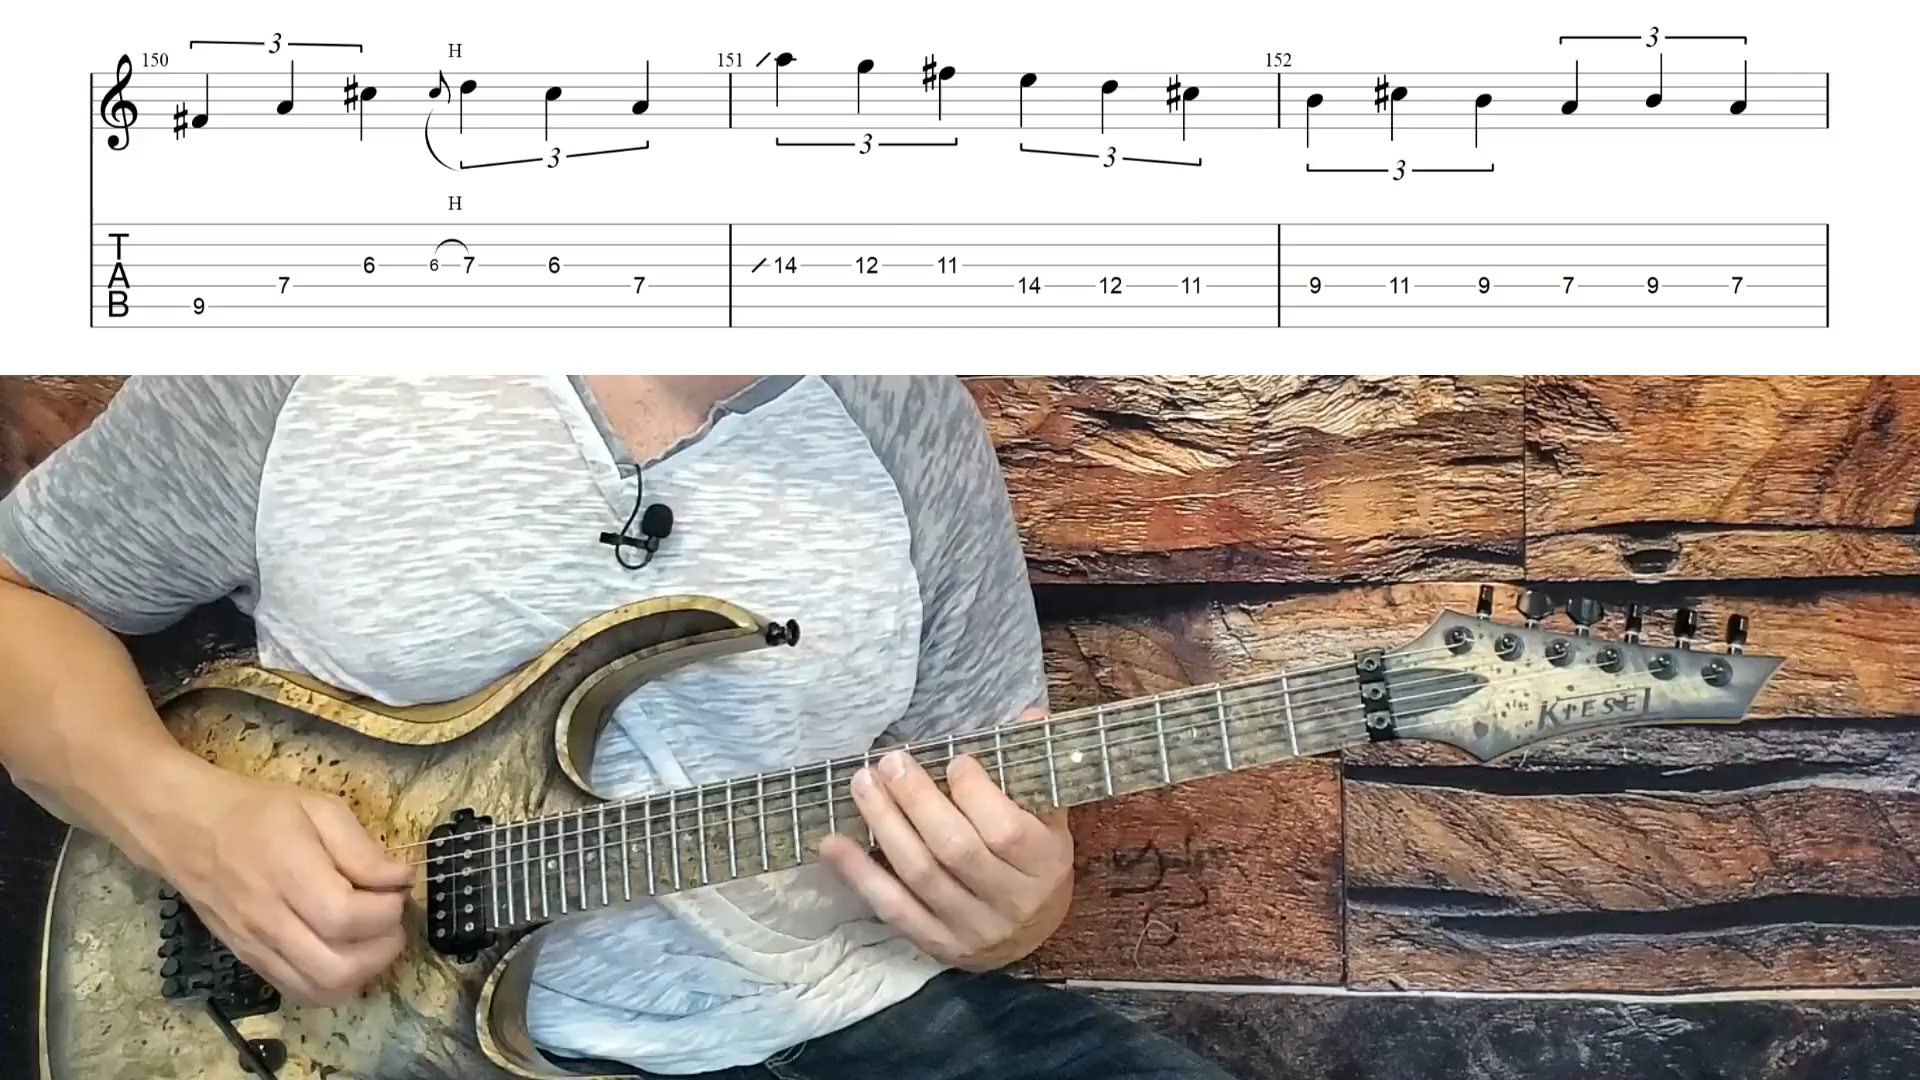 150 3 H 151 152 3
3 3 3 3
H
T 6 6 7 6 14 12 11
A 7 7 14 12 11 9 11 9 7 9 7
B 9
KIESEL